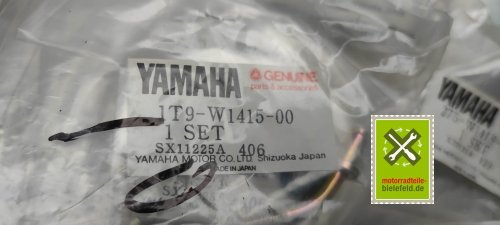 YAMAHA
GENUINE
parts & accessories
1T9-W1415-00
1 SET
SX11225A 406
YAMAHA MOTOR CO.LTD. Shizuoka Japan
MADE IN JAPAN
YAMAHA
motorradteile-
bielefeld.de